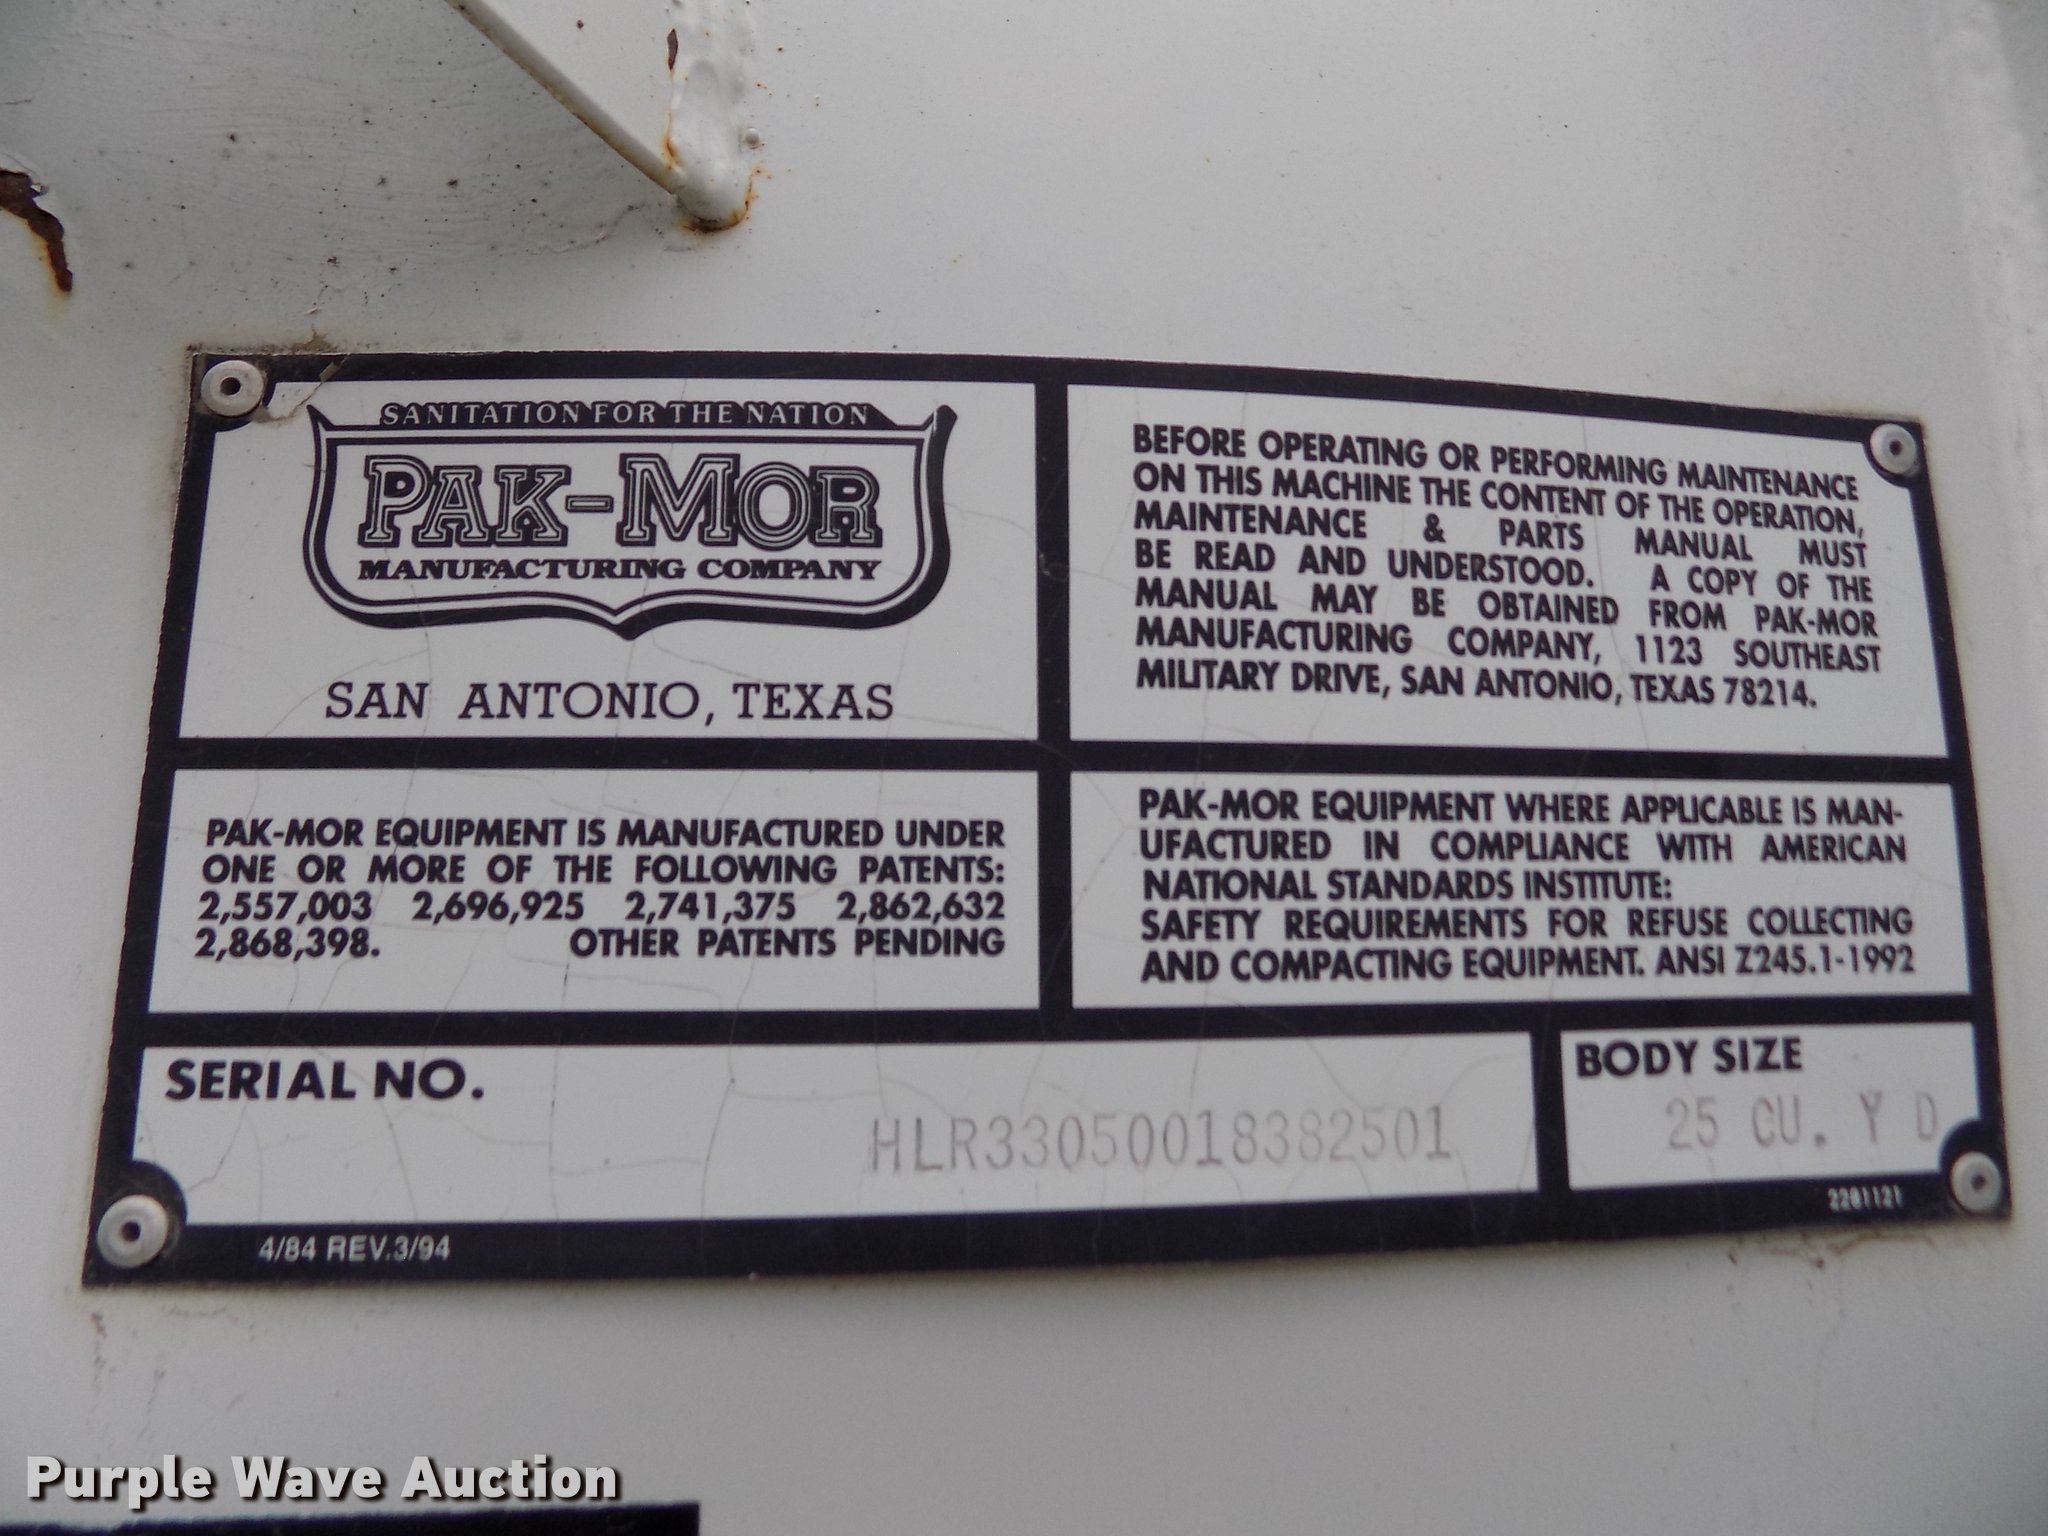 SANITATION FOR THE NATION
PAK-MOR
MANUFACTURING COMPANY
SAN ANTONIO, TEXAS
BEFORE OPERATING OR PERFORMING MAINTENANCE
ON THIS MACHINE THE CONTENT OF THE OPERATION,
MAINTENANCE & PARTS MANUAL MUST
BE READ AND UNDERSTOOD. A COPY OF THE
MANUAL MAY BE OBTAINED FROM PAK-MOR
MANUFACTURING COMPANY, 1123 SOUTHEAST
MILITARY DRIVE, SAN ANTONIO, TEXAS 78214.
PAK-MOR EQUIPMENT IS MANUFACTURED UNDER
ONE OR MORE OF THE FOLLOWING PATENTS:
2,557,003 2,696,925 2,741,375 2,862,632
2,868,398. OTHER PATENTS PENDING
PAK-MOR EQUIPMENT WHERE APPLICABLE IS MAN-
UFACTURED IN COMPLIANCE WITH AMERICAN
NATIONAL STANDARDS INSTITUTE:
SAFETY REQUIREMENTS FOR REFUSE COLLECTING
AND COMPACTING EQUIPMENT. ANSI Z245.1-1992
SERIAL NO.
HLR33050018382501
BODY SIZE
25 CU. YD
4/84 REV.3/94
2281121
Purple Wave Auction